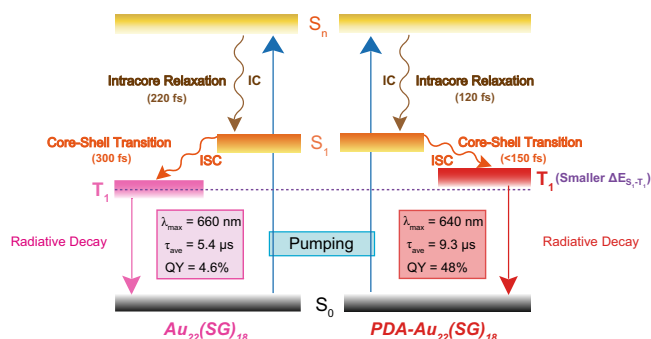 Sₙ
Intracore Relaxation
(220 fs)
IC
IC
Intracore Relaxation
(120 fs)
Core-Shell Transition
(300 fs)
ISC
S₁
ISC
Core-Shell Transition
(<150 fs)
T₁
T₁ (Smaller ΔE_S₁-T₁)
Radiative Decay
λmax = 660 nm
τave = 5.4 μs
QY = 4.6%
Pumping
λmax = 640 nm
τave = 9.3 μs
QY = 48%
Radiative Decay
S₀
Au₂₂(SG)₁₈
PDA-Au₂₂(SG)₁₈